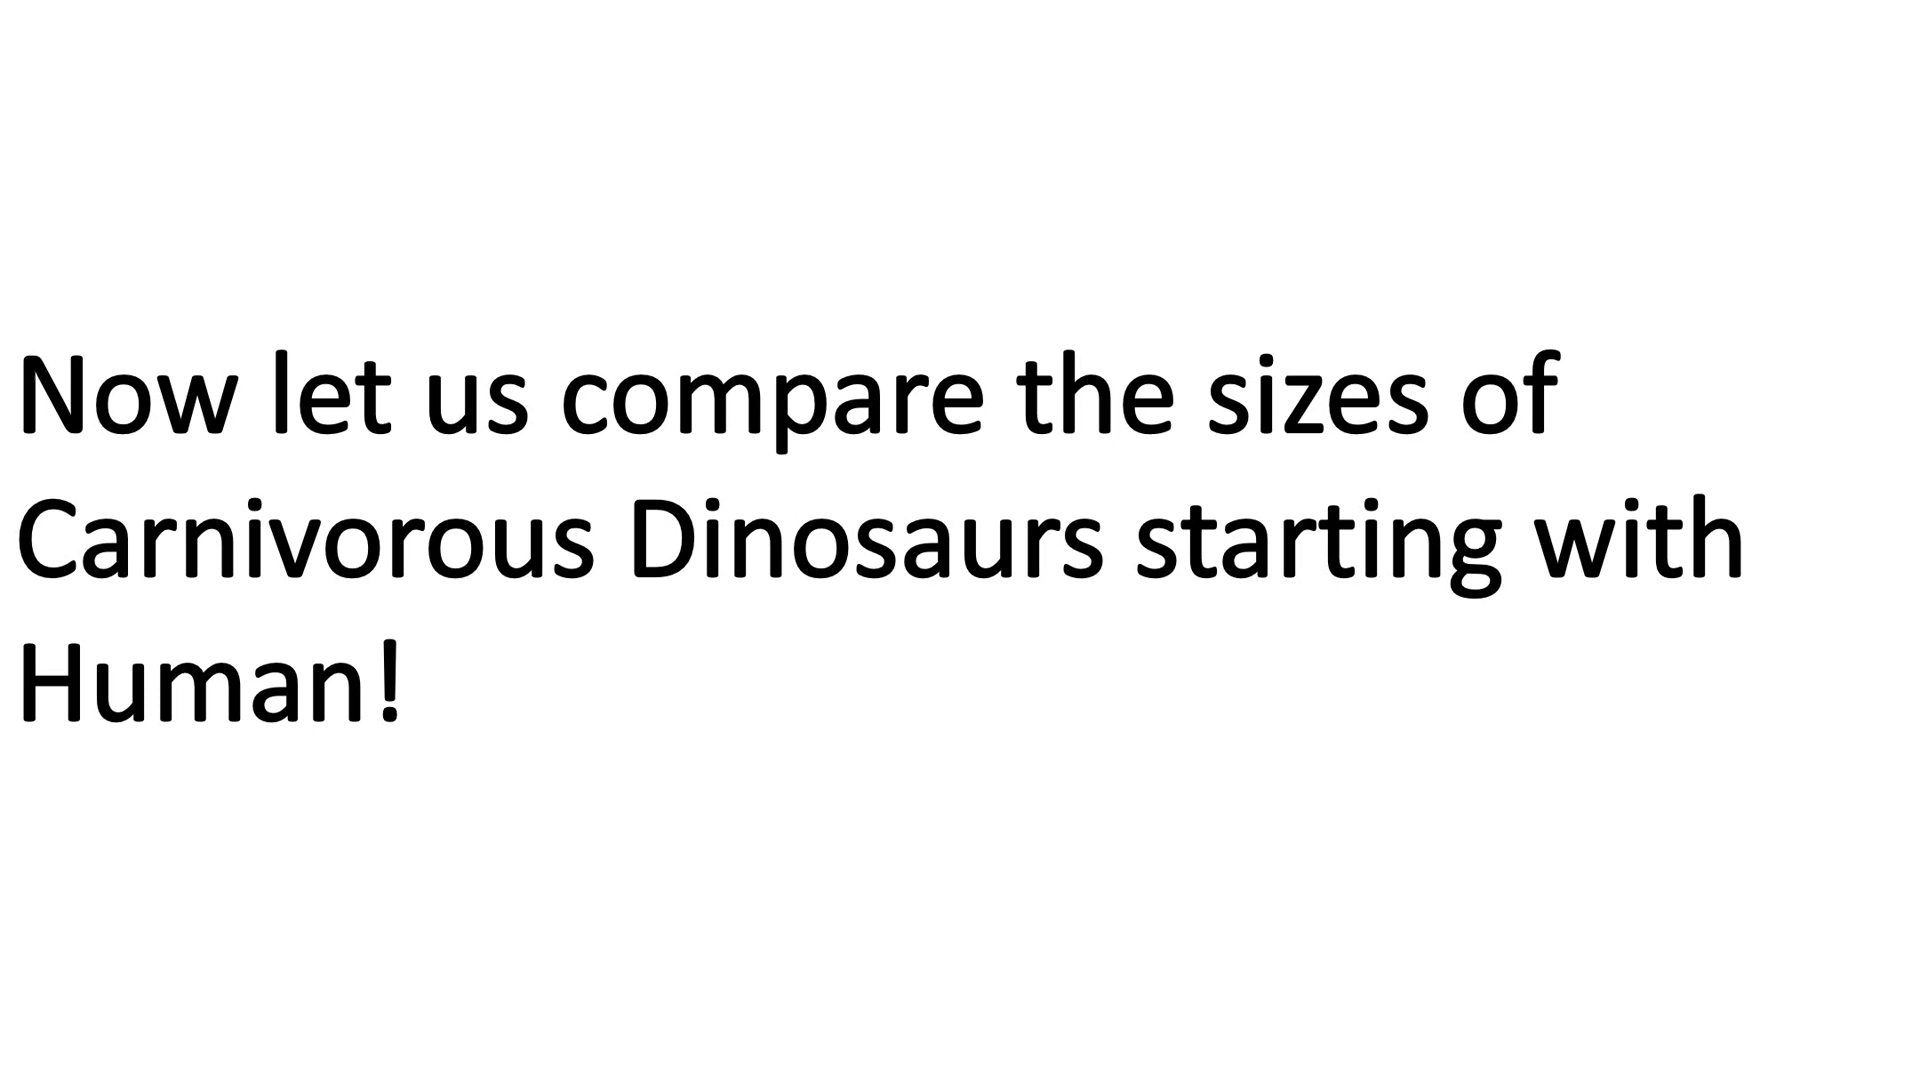 Now let us compare the sizes of
Carnivorous Dinosaurs starting with
Human!